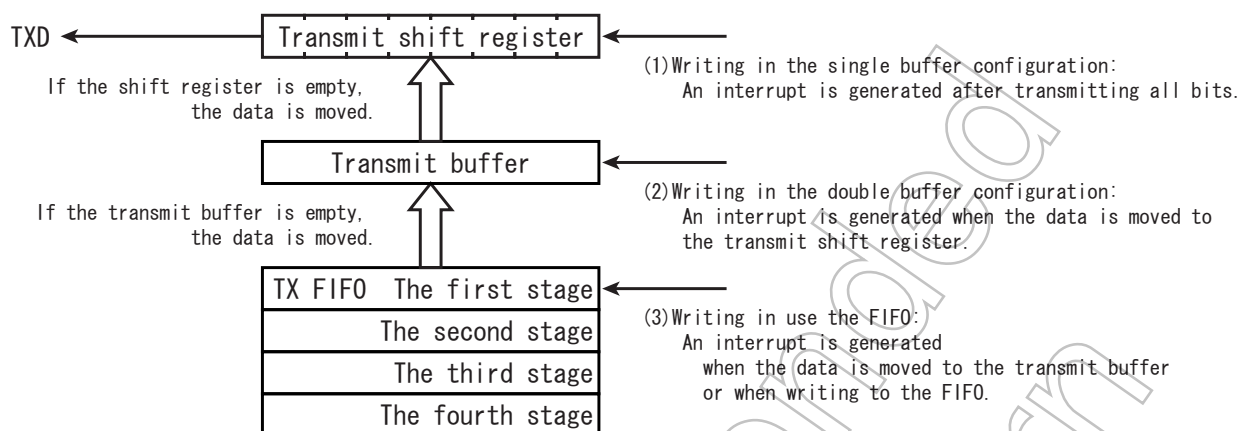 TXD
Transmit shift register
(1)Writing in the single buffer configuration:
An interrupt is generated after transmitting all bits.
If the shift register is empty,
the data is moved.
Transmit buffer
(2)Writing in the double buffer configuration:
An interrupt is generated when the data is moved to
the transmit shift register.
If the transmit buffer is empty,
the data is moved.
TX FIFO The first stage
The second stage
The third stage
The fourth stage
(3)Writing in use the FIFO:
An interrupt is generated
when the data is moved to the transmit buffer
or when writing to the FIFO.